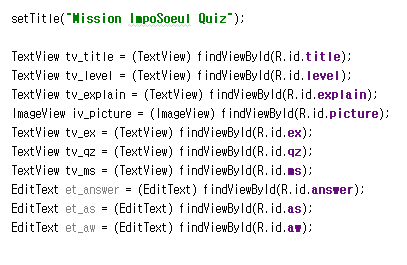 setTitle("Mission ImpoSoeul Quiz");
TextView tv_title = (TextView) findViewById(R.id.title);
TextView tv_level = (TextView) findViewById(R.id.level);
TextView tv_explain = (TextView) findViewById(R.id.explain);
ImageView iv_picture = (ImageView) findViewById(R.id.picture);
TextView tv_ex = (TextView) findViewById(R.id.ex);
TextView tv_qz = (TextView) findViewById(R.id.qz);
TextView tv_ms = (TextView) findViewById(R.id.ms);
EditText et_answer = (EditText) findViewById(R.id.answer);
EditText et_as = (EditText) findViewById(R.id.as);
EditText et_aw = (EditText) findViewById(R.id.aw);